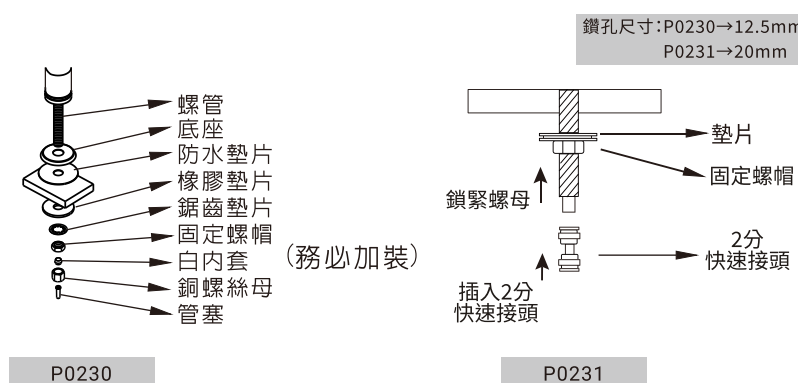 鑽孔尺寸:P0230→12.5mm
P0231→20mm
螺管
底座
防水墊片
橡膠墊片
鋸齒墊片
固定螺帽
白內套
(務必加裝)
銅螺絲母
管塞
P0230
墊片
固定螺帽
鎖緊螺母
2分
快速接頭
插入2分
快速接頭
P0231